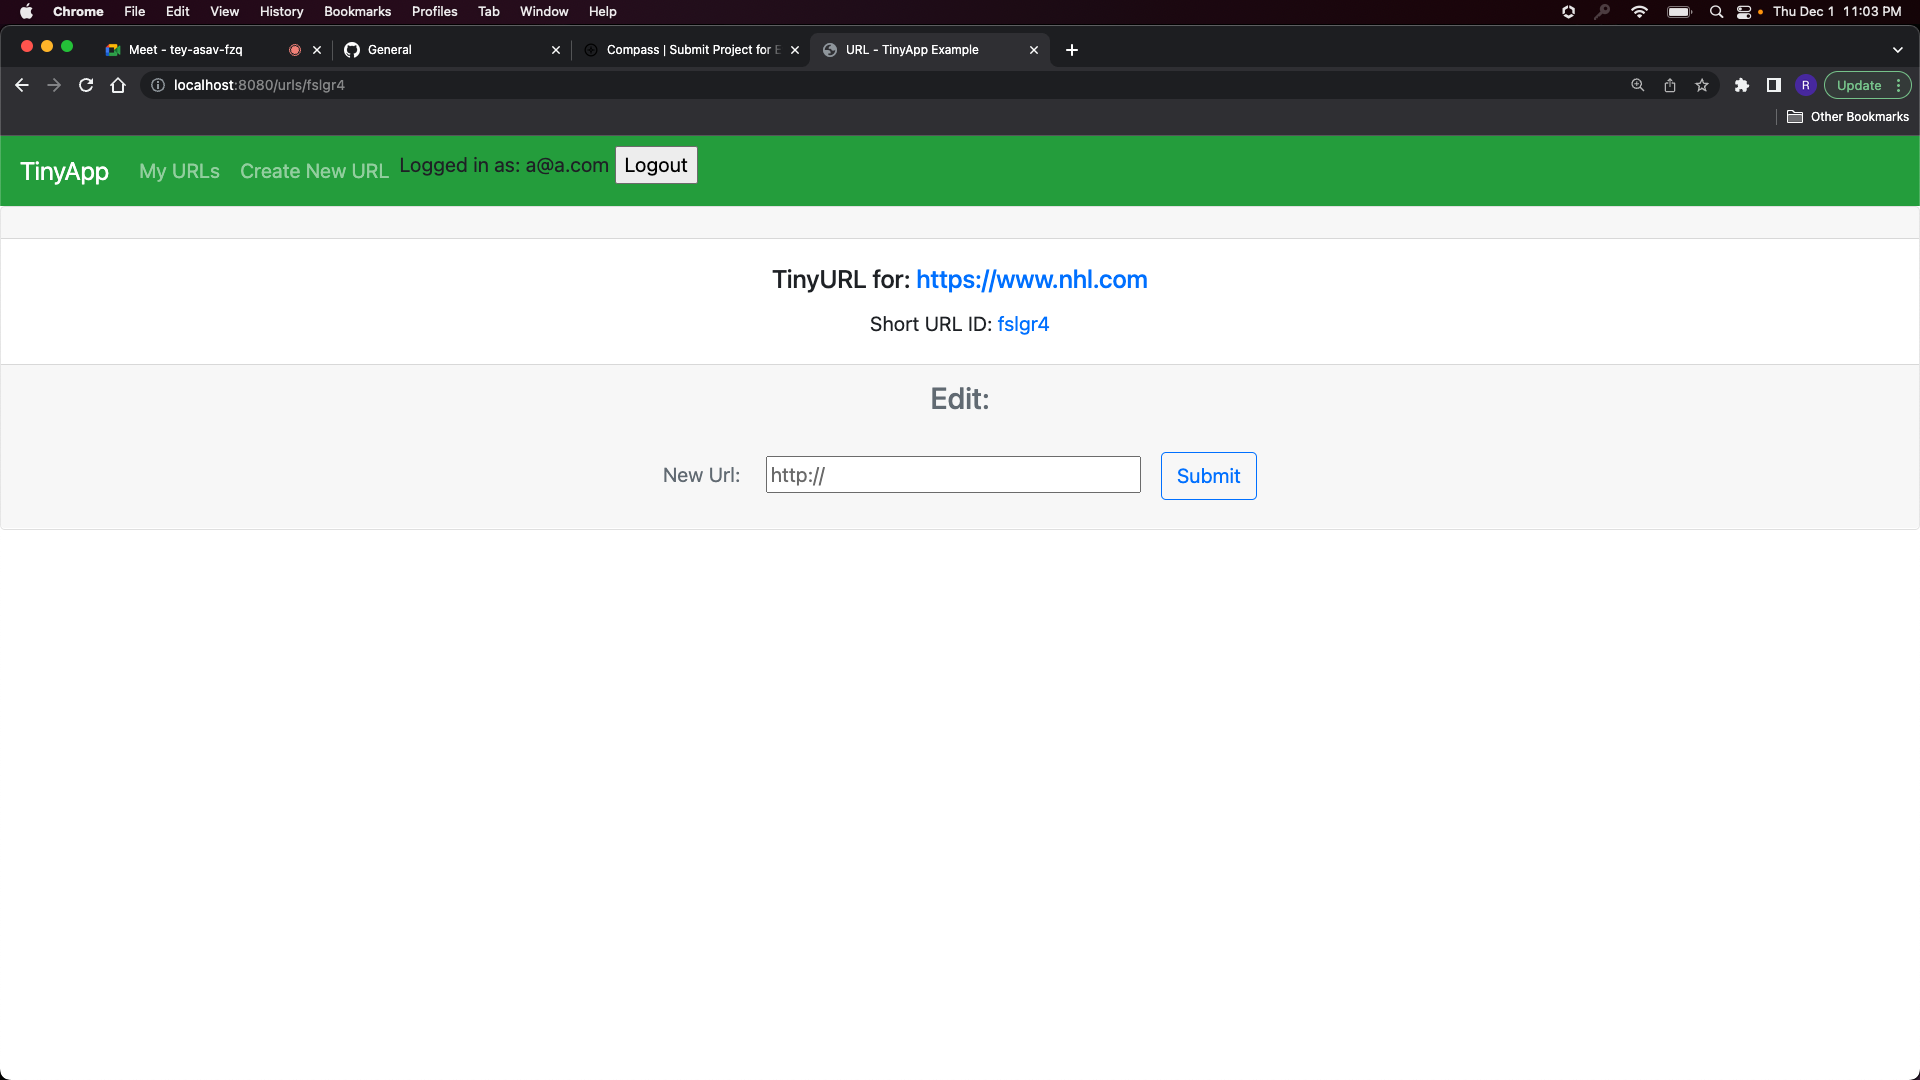 Chrome File Edit View History Bookmarks Profiles Tab Window Help Thu Dec 1 11:03 PM
Meet - tey-asav-fzq General Compass | Submit Project for E URL - TinyApp Example
localhost:8080/urls/fslgr4 R Update
Other Bookmarks
TinyApp My URLs Create New URL Logged in as: a@a.com Logout
TinyURL for: https://www.nhl.com
Short URL ID: fslgr4
Edit:
New Url: http:// Submit